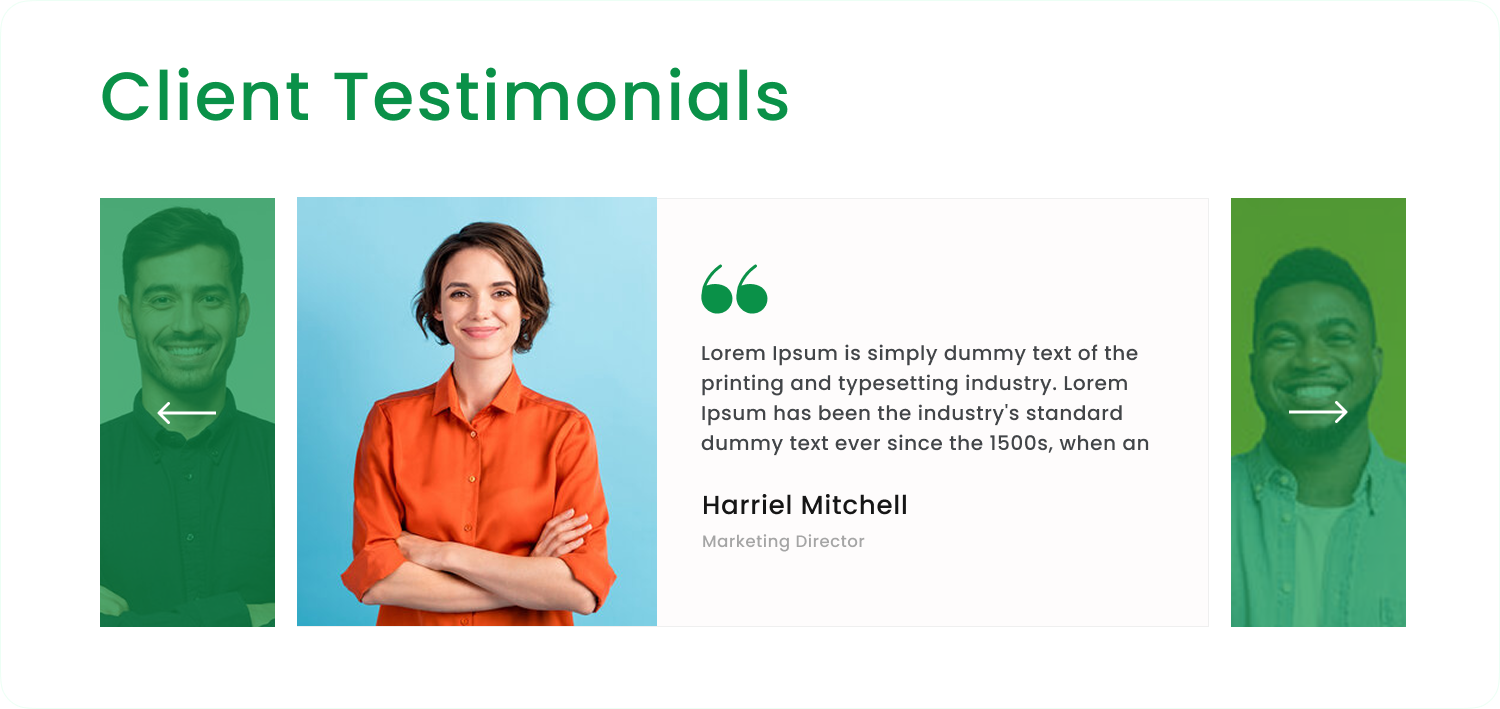 Client Testimonials
“
Lorem Ipsum is simply dummy text of the
printing and typesetting industry. Lorem
Ipsum has been the industry's standard
dummy text ever since the 1500s, when an
Harriel Mitchell
Marketing Director